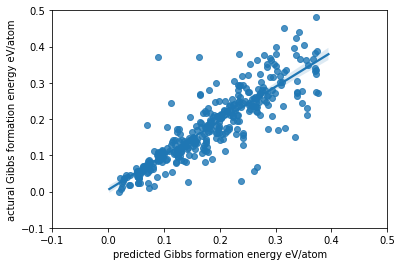 actural Gibbs formation energy eV/atom
0.5
0.4
0.3
0.2
0.1
0.0
−0.1
−0.1 0.0 0.1 0.2 0.3 0.4 0.5
predicted Gibbs formation energy eV/atom